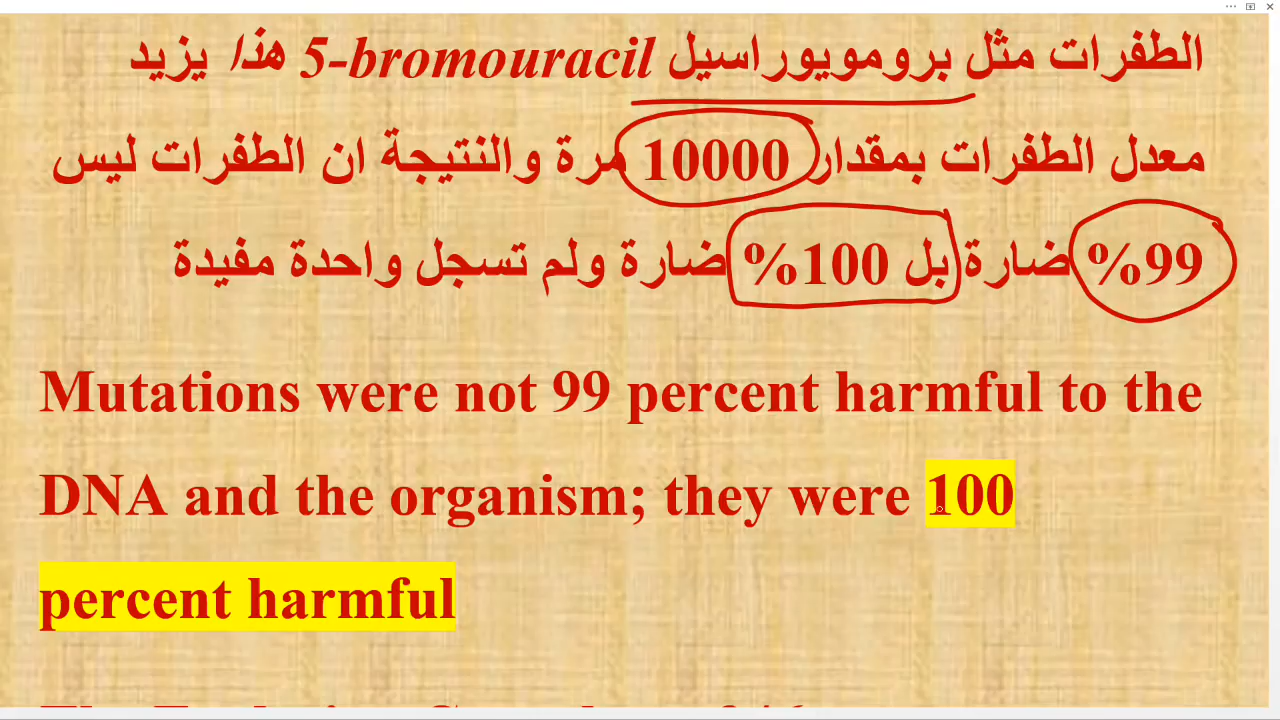 الطفرات مثل بروموريوراسيل 5-bromouracil هذا يزيد
معدل الطفرات بمقدار 10000 مرة والنتيجة ان الطفرات ليس
99% ضارة بل 100% ضارة ولم تسجل واحدة مفيدة
Mutations were not 99 percent harmful to the
DNA and the organism; they were 100
percent harmful